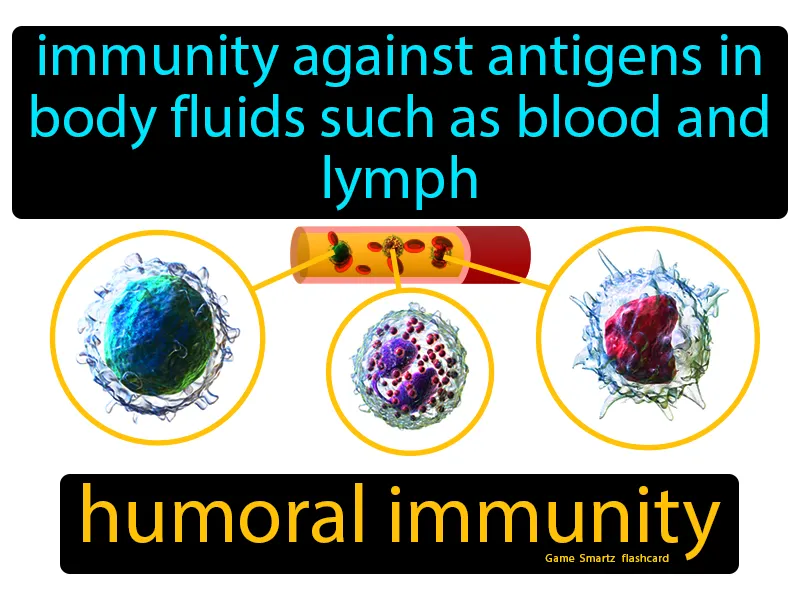 immunity against antigens in
body fluids such as blood and
lymph
humoral immunity
Game Smartz flashcard